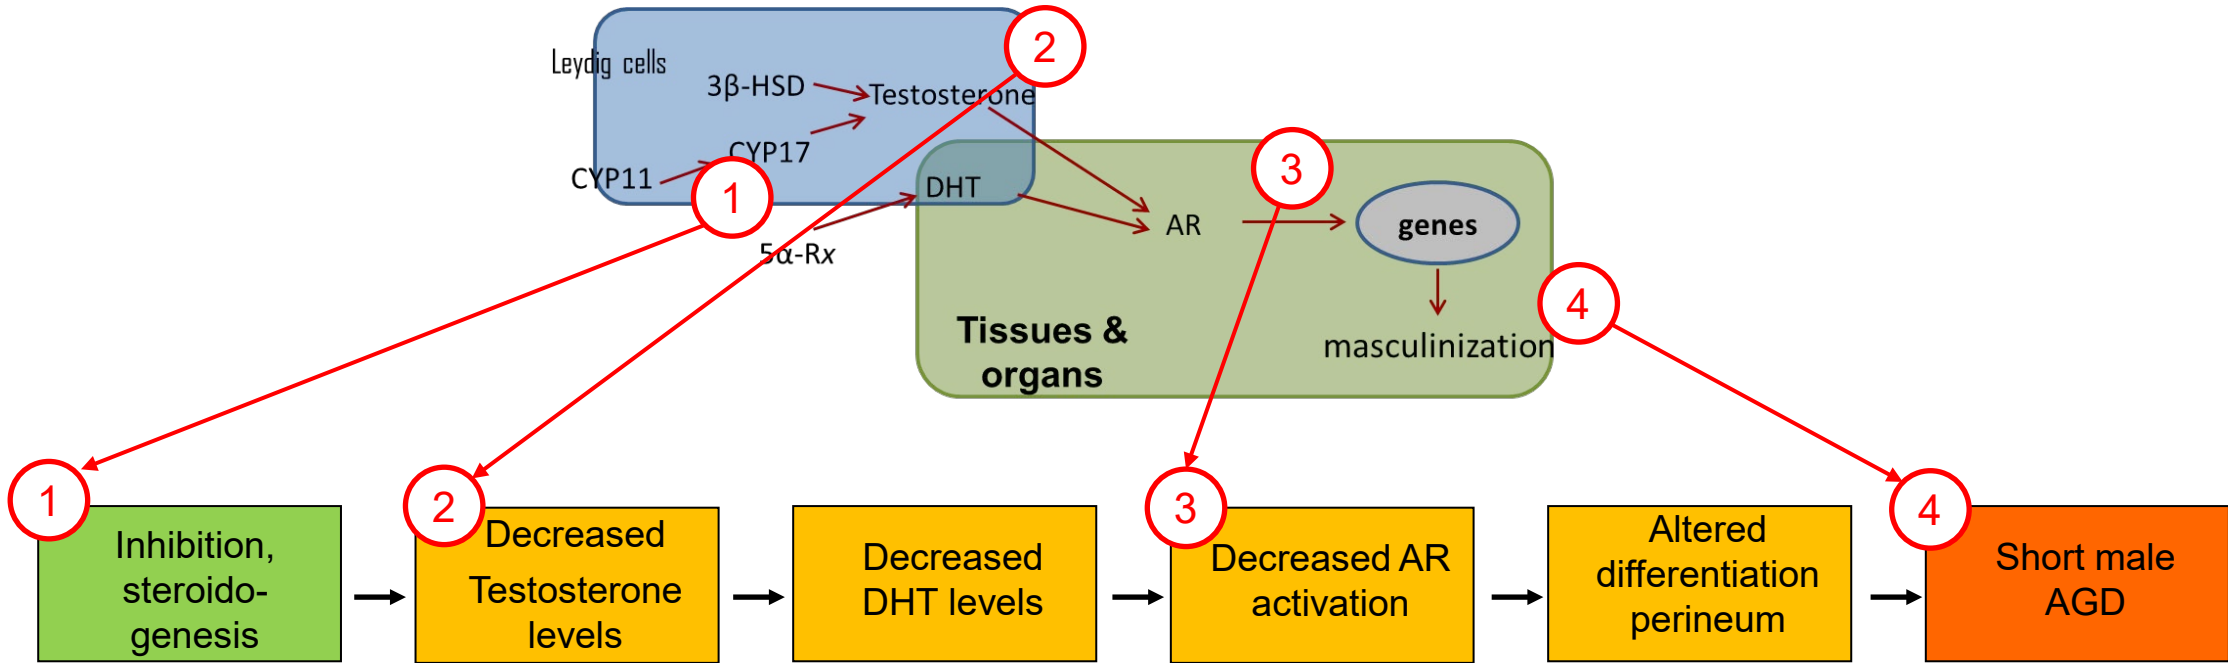 Leydig cells
3β-HSD
Testosterone
2
CYP17
CYP11
1
DHT
3
5α-Rx
AR
genes
4
Tissues &
organs
masculinization
1
Inhibition,
steroido-
genesis
2
Decreased
Testosterone
levels
Decreased
DHT levels
3
Decreased AR
activation
Altered
differentiation
perineum
4
Short male
AGD